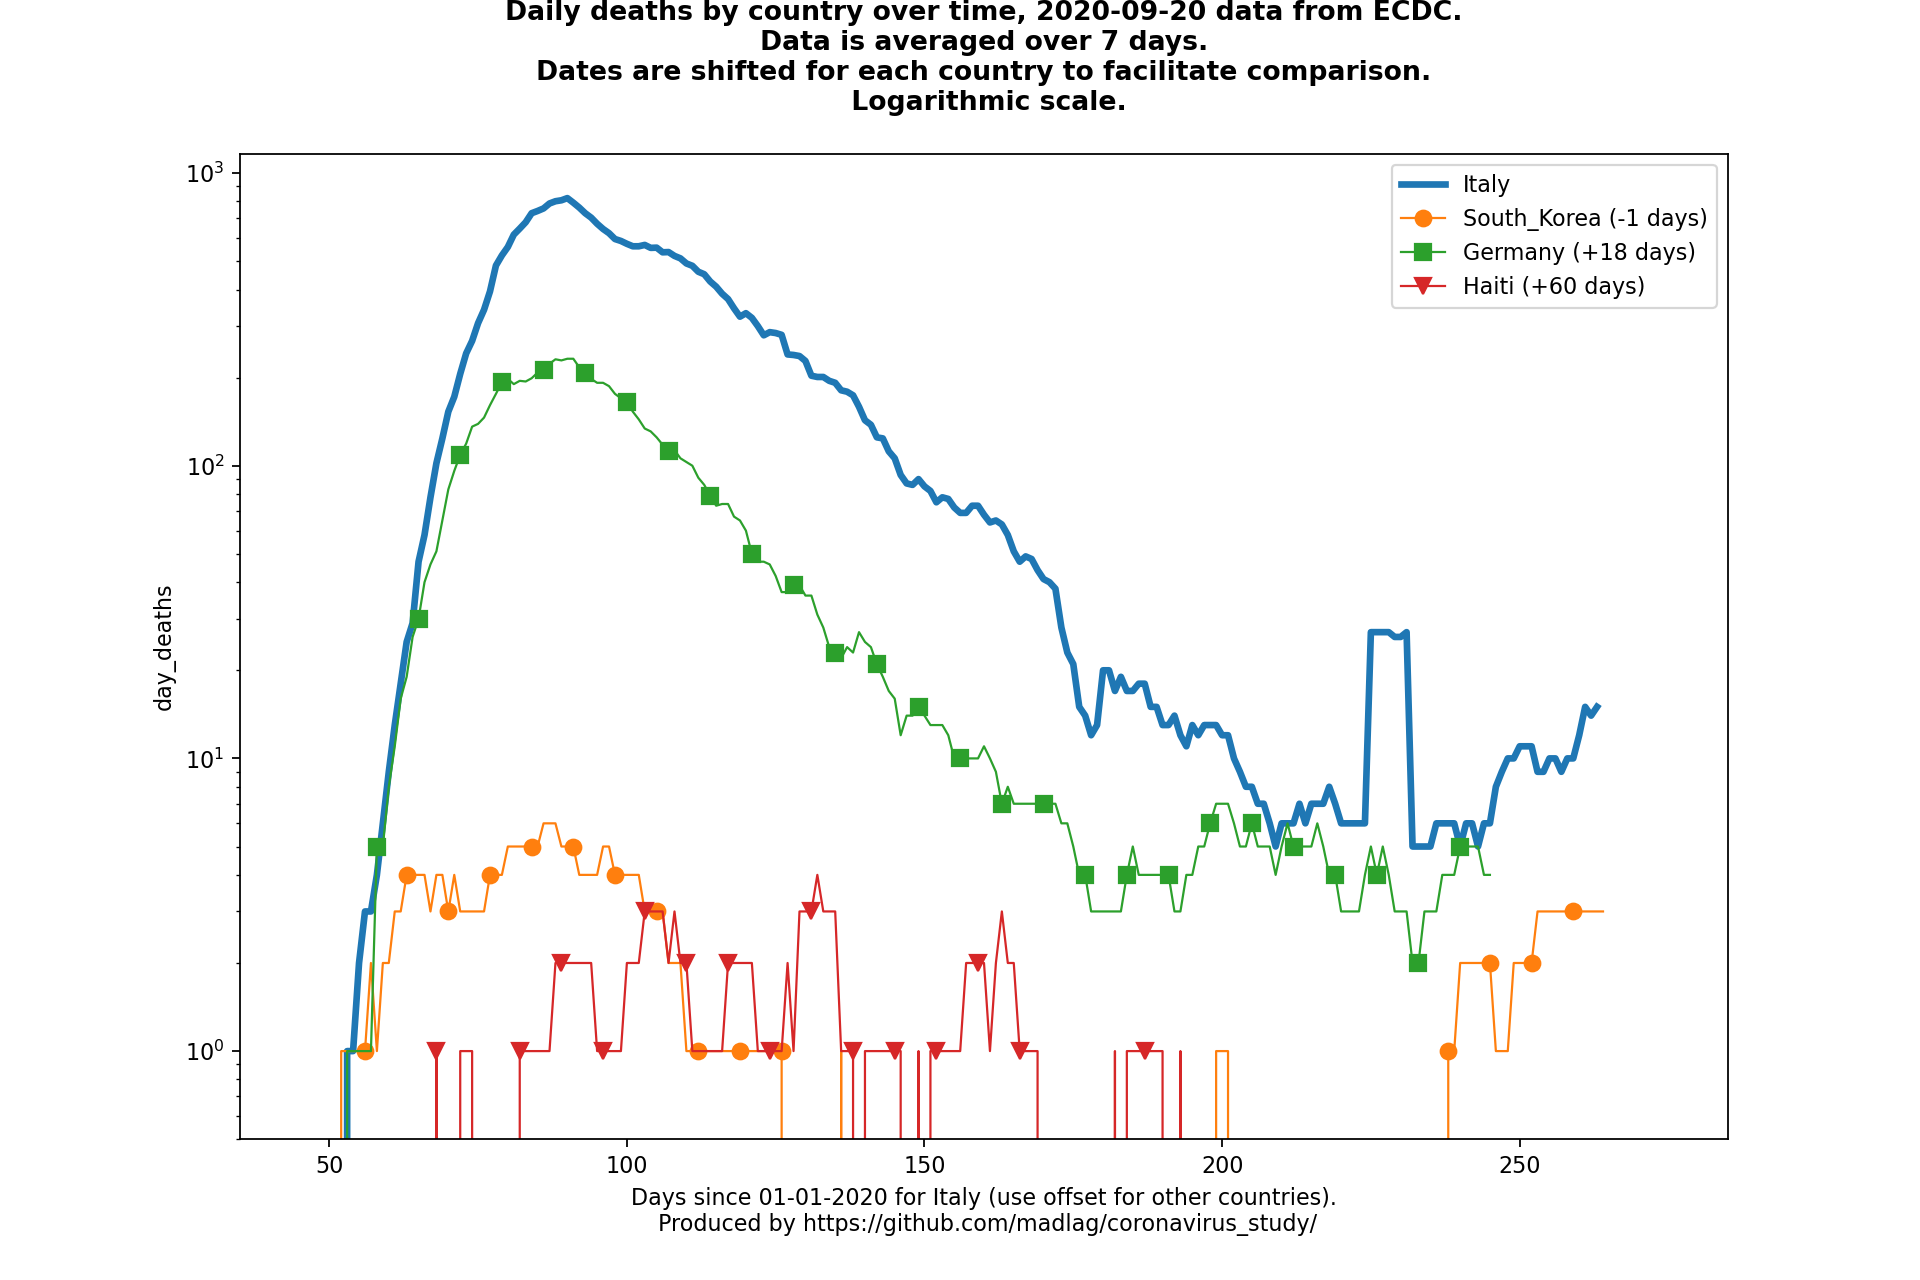 Daily deaths by country over time, 2020-09-20 data from ECDC.
Data is averaged over 7 days.
Dates are shifted for each country to facilitate comparison.
Logarithmic scale.
Italy
South_Korea (-1 days)
Germany (+18 days)
Haiti (+60 days)
day_deaths
10³
10²
10¹
10⁰
50 100 150 200 250
Days since 01-01-2020 for Italy (use offset for other countries).
Produced by https://github.com/madlag/coronavirus_study/